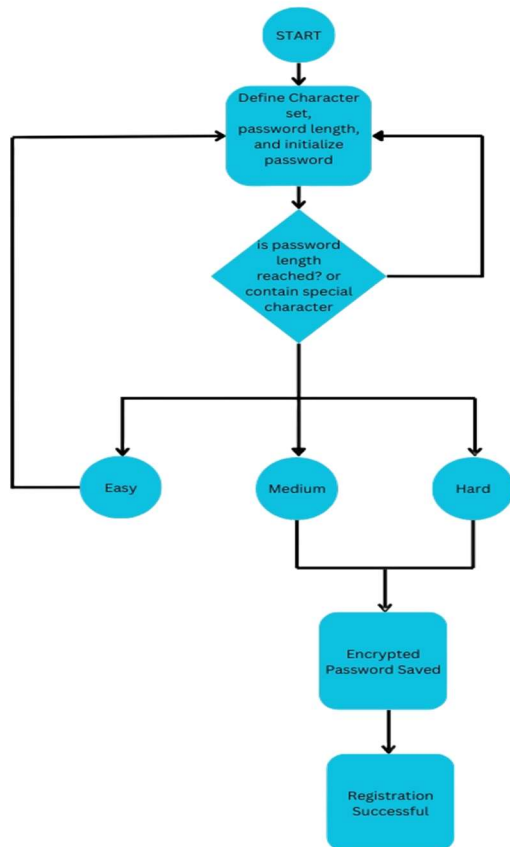 START
Define Character
set,
password length,
and initialize
password
is password
length
reached? or
contain special
character
Easy
Medium
Hard
Encrypted
Password Saved
Registration
Successful